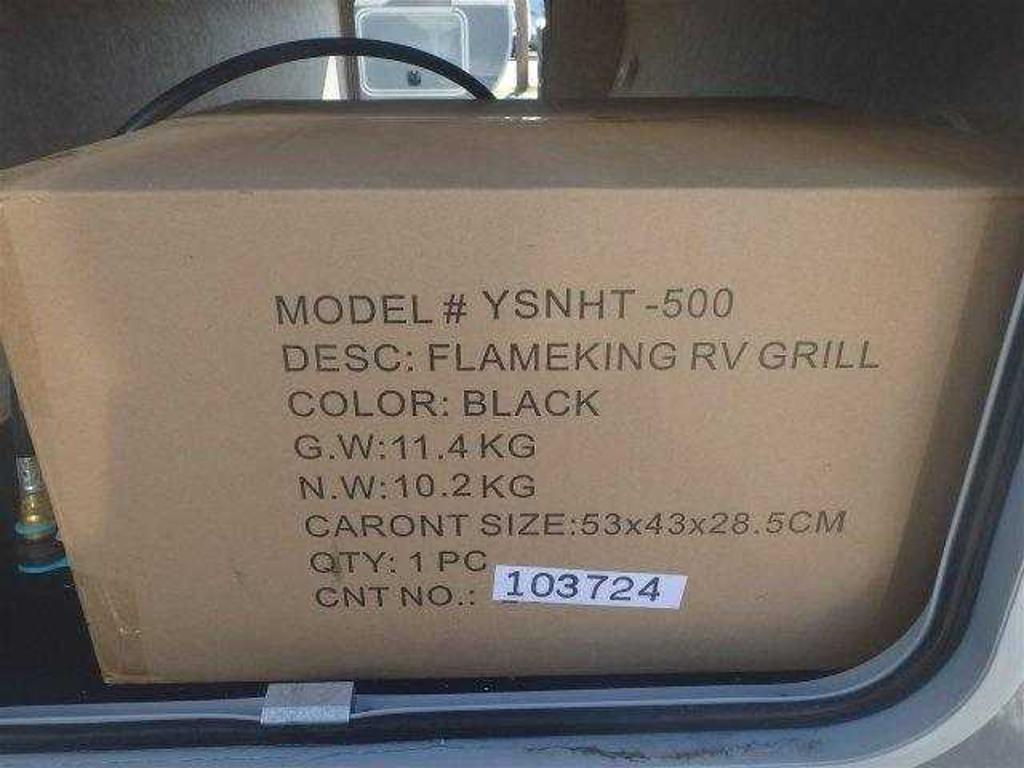 MODEL # YSNHT -500
DESC: FLAMEKING RV GRILL
COLOR: BLACK
G.W:11.4 KG
N.W:10.2 KG
CARONT SIZE:53x43x28.5CM
QTY: 1 PC
CNT NO.: 103724